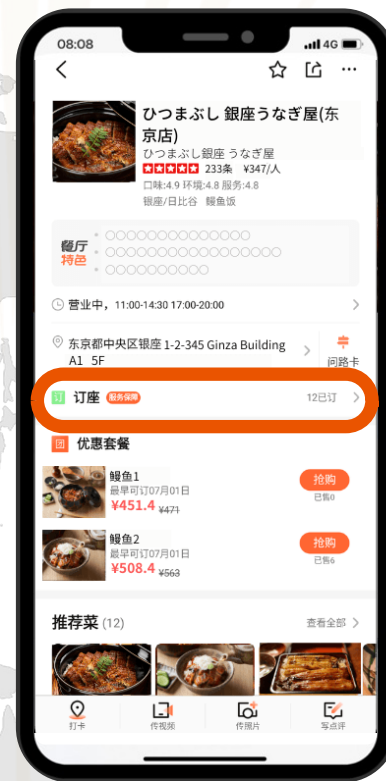 08:08
4G
ひつまぶし 銀座うなぎ屋(东
京店)
ひつまぶし銀座 うなぎ屋
233条 ¥347/人
口味:4.9 环境:4.8 服务:4.8
银座/日比谷 鳗鱼饭
餐厅
特色
○○○○○○○○○○○○○○
○○○○○○○○○○○○○○○○○
○○○○○○○○○○
营业中，11:00-14:30 17:00-20:00
东京都中央区银座 1-2-345 Ginza Building
A1 5F
问路卡
订 订座 服务保障 12已订
团 优惠套餐
鳗鱼1
最早可订07月01日
¥451.4 ¥471
抢购
已售0
鳗鱼2
最早可订07月01日
¥508.4 ¥563
抢购
已售6
推荐菜 (12) 查看全部
打卡 传视频 传照片 写点评